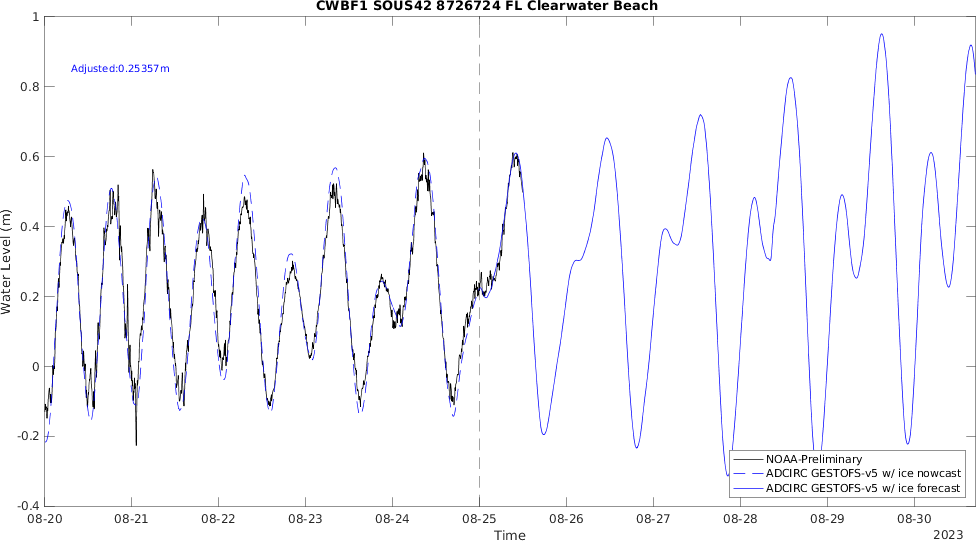 CWBF1 SOUS42 8726724 FL Clearwater Beach
Adjusted:0.25357m
Water Level (m)
1
0.8
0.6
0.4
0.2
0
-0.2
-0.4
NOAA-Preliminary
ADCIRC GESTOFS-v5 w/ ice nowcast
ADCIRC GESTOFS-v5 w/ ice forecast
08-20 08-21 08-22 08-23 08-24 08-25 08-26 08-27 08-28 08-29 08-30
Time
2023